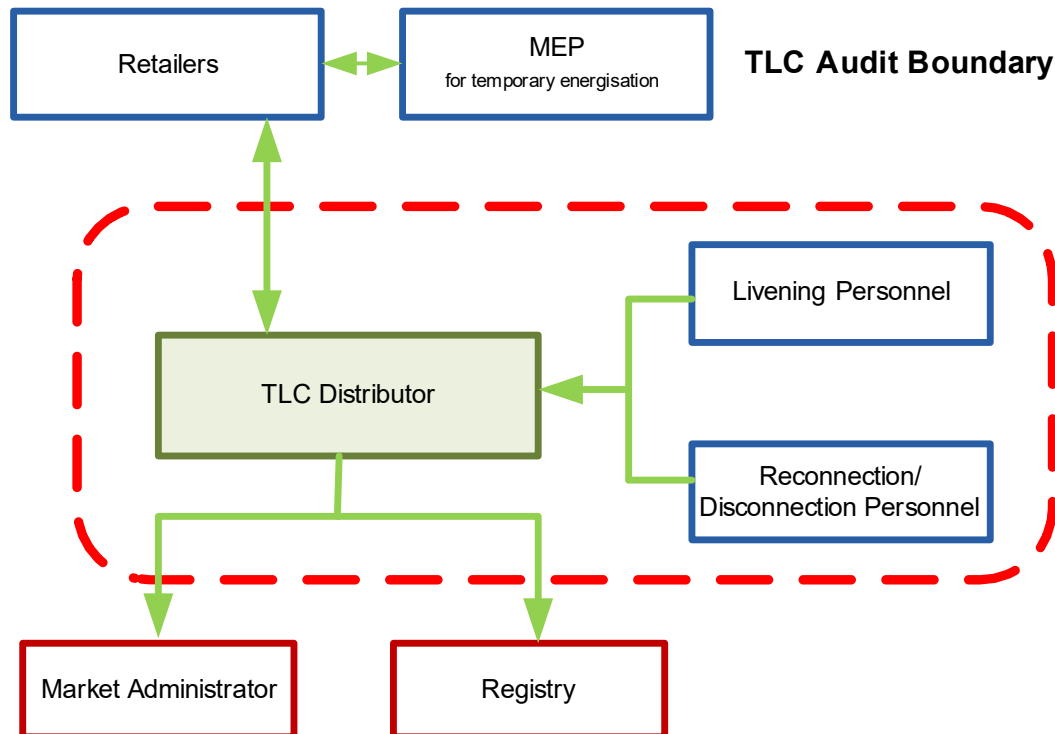 Retailers
MEP
for temporary energisation
TLC Audit Boundary
Livening Personnel
TLC Distributor
Reconnection/
Disconnection Personnel
Market Administrator
Registry